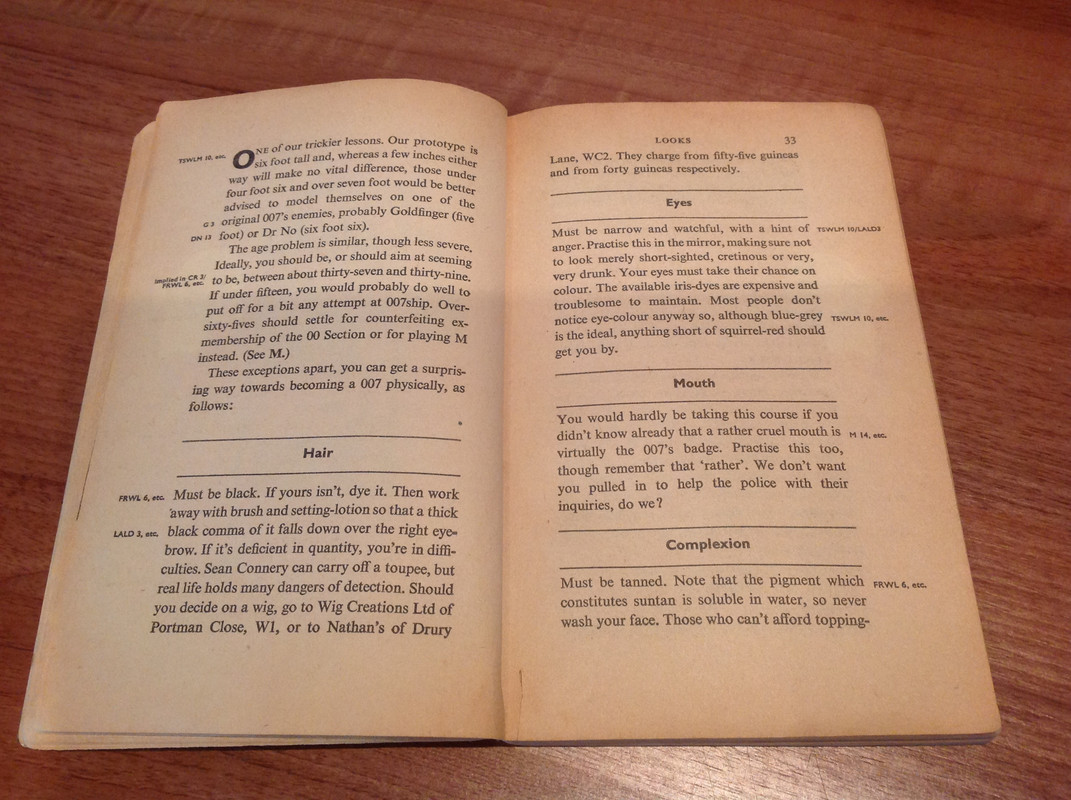 TSWLM 10, etc. ONE of our trickier lessons. Our prototype is
six foot tall and, whereas a few inches either
way will make no vital difference, those under
four foot six and over seven foot would be better
advised to model themselves on one of the
G 3 original 007's enemies, probably Goldfinger (five
DN 13 foot) or Dr No (six foot six).
The age problem is similar, though less severe.
Ideally, you should be, or should aim at seeming
Implied in CR 3/ to be, between about thirty-seven and thirty-nine.
FRWL 6, etc. If under fifteen, you would probably do well to
put off for a bit any attempt at 007ship. Over-
sixty-fives should settle for counterfeiting ex-
membership of the 00 Section or for playing M
instead. (See M.)
These exceptions apart, you can get a surpris-
ing way towards becoming a 007 physically, as
follows:
Hair
FRWL 6, etc. Must be black. If yours isn't, dye it. Then work
away with brush and setting-lotion so that a thick
LALD 3, etc. black comma of it falls down over the right eye-
brow. If it's deficient in quantity, you're in diffi-
culties. Sean Connery can carry off a toupee, but
real life holds many dangers of detection. Should
you decide on a wig, go to Wig Creations Ltd of
Portman Close, W1, or to Nathan's of Drury
LOOKS 33
Lane, WC2. They charge from fifty-five guineas
and from forty guineas respectively.
Eyes
Must be narrow and watchful, with a hint of TSWLM 10/LALD3
anger. Practise this in the mirror, making sure not
to look merely short-sighted, cretinous or very,
very drunk. Your eyes must take their chance on
colour. The available iris-dyes are expensive and
troublesome to maintain. Most people don't
notice eye-colour anyway so, although blue-grey TSWLM 10, etc.
is the ideal, anything short of squirrel-red should
get you by.
Mouth
You would hardly be taking this course if you
didn't know already that a rather cruel mouth is M 14, etc.
virtually the 007's badge. Practise this too,
though remember that 'rather'. We don't want
you pulled in to help the police with their
inquiries, do we?
Complexion
Must be tanned. Note that the pigment which FRWL 6, etc.
constitutes suntan is soluble in water, so never
wash your face. Those who can't afford topping-